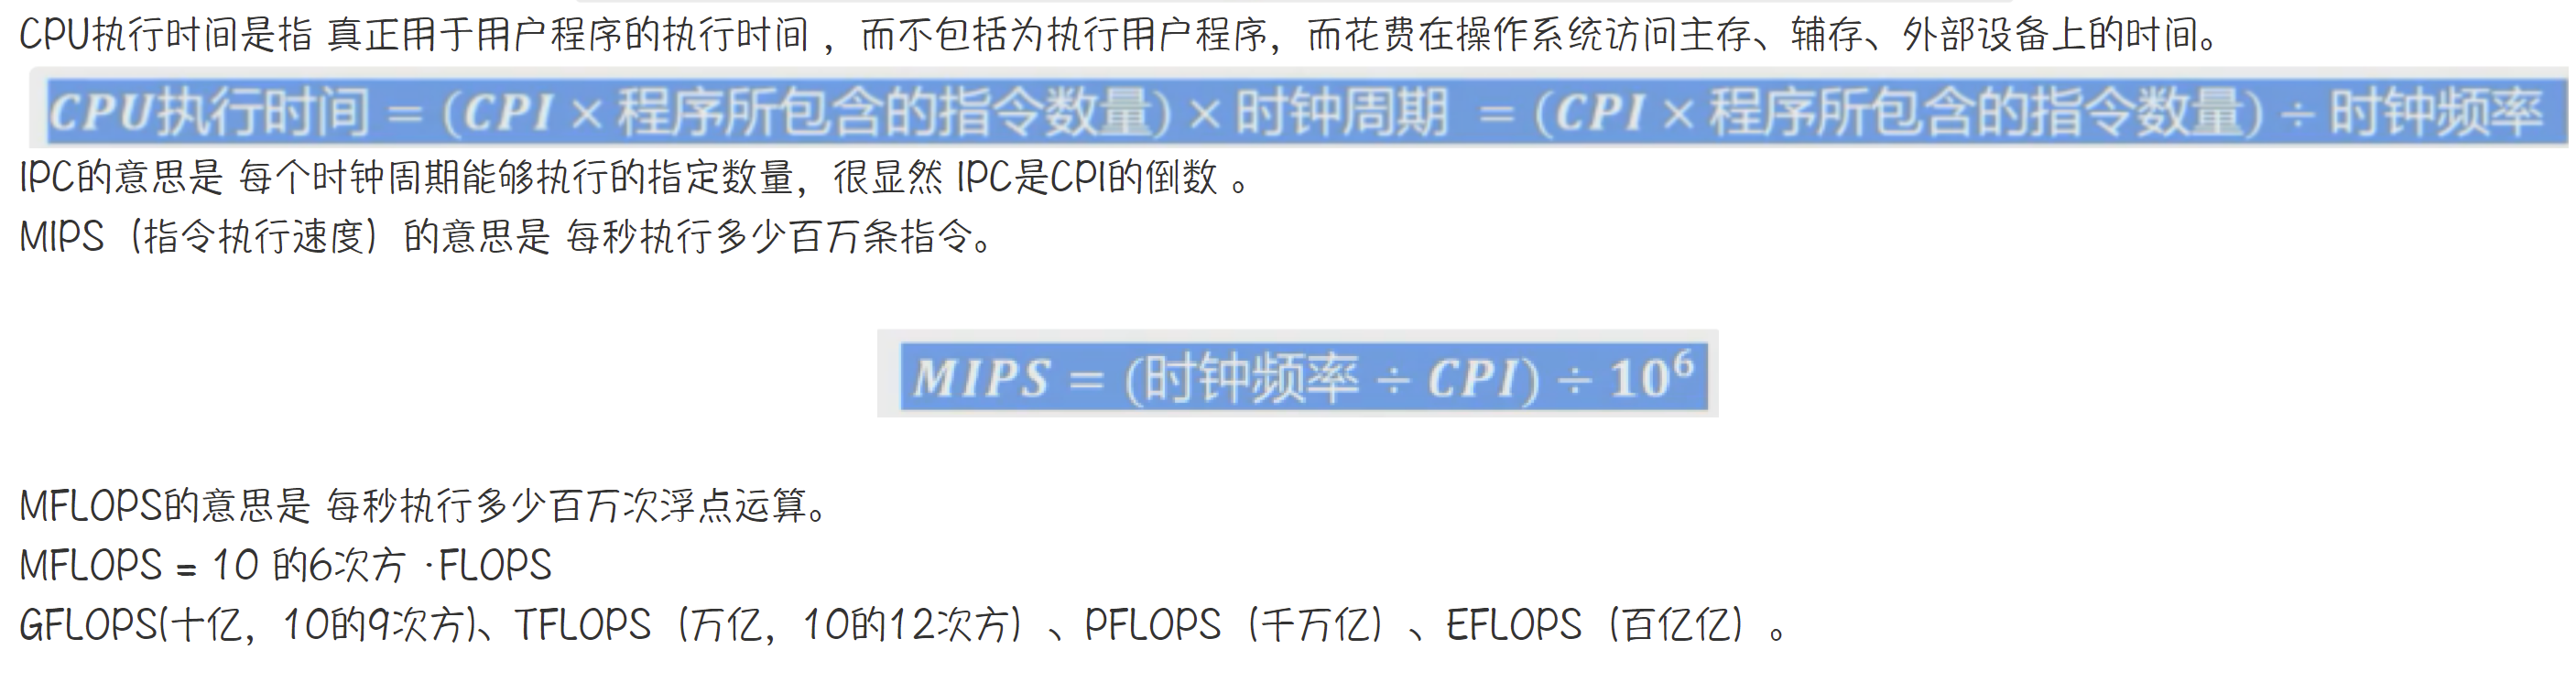 CPU执行时间是指 真正用于用户程序的执行时间 ，而不包括为执行用户程序，而花费在操作系统访问主存、辅存、外部设备上的时间。
CPU执行时间 = (CPI × 程序所包含的指令数量) × 时钟周期 = (CPI × 程序所包含的指令数量) ÷ 时钟频率
IPC的意思是 每个时钟周期能够执行的指定数量，很显然 IPC是CPI的倒数 。
MIPS（指令执行速度）的意思是 每秒执行多少百万条指令。
MIPS = (时钟频率 ÷ CPI) ÷ 10⁶
MFLOPS的意思是 每秒执行多少百万次浮点运算。
MFLOPS = 10 的6次方 ·FLOPS
GFLOPS(十亿，10的9次方)、TFLOPS（万亿，10的12次方）、PFLOPS（千万亿）、EFLOPS（百亿亿）。